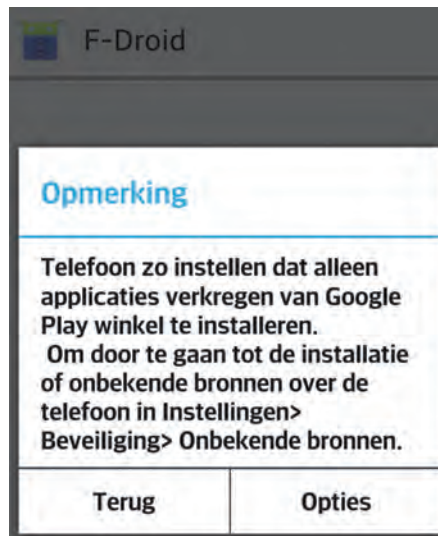 F-Droid
Opmerking
Telefoon zo instellen dat alleen
applicaties verkregen van Google
Play winkel te installeren.
Om door te gaan tot de installatie
of onbekende bronnen over de
telefoon in Instellingen>
Beveiliging> Onbekende bronnen.
Terug
Opties